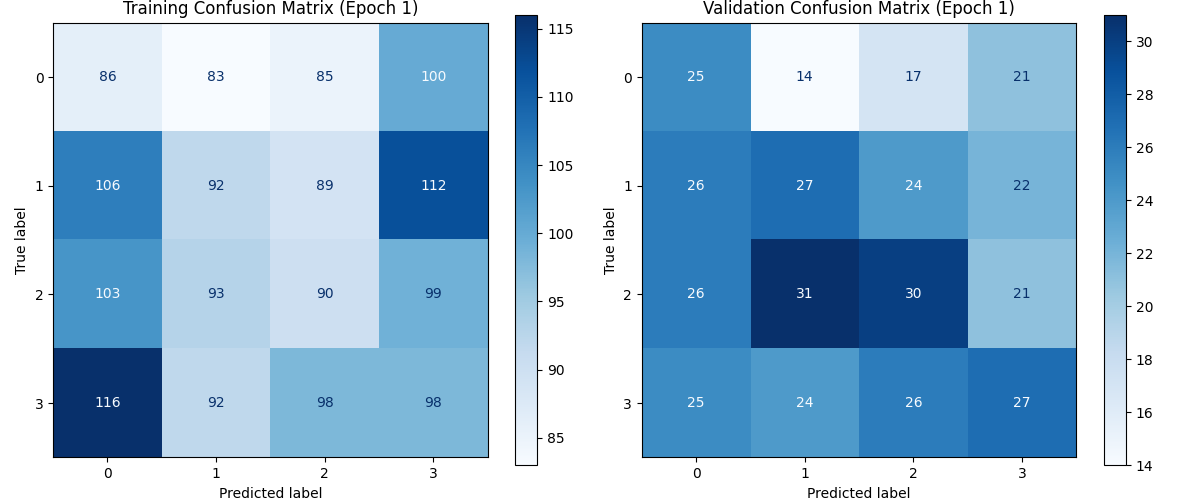 Training Confusion Matrix (Epoch 1)
0 86 83 85 100
1 106 92 89 112
2 103 93 90 99
3 116 92 98 98
0 1 2 3
True label
Predicted label
115
110
105
100
95
90
85
Validation Confusion Matrix (Epoch 1)
0 25 14 17 21
1 26 27 24 22
2 26 31 30 21
3 25 24 26 27
0 1 2 3
True label
Predicted label
30
28
26
24
22
20
18
16
14